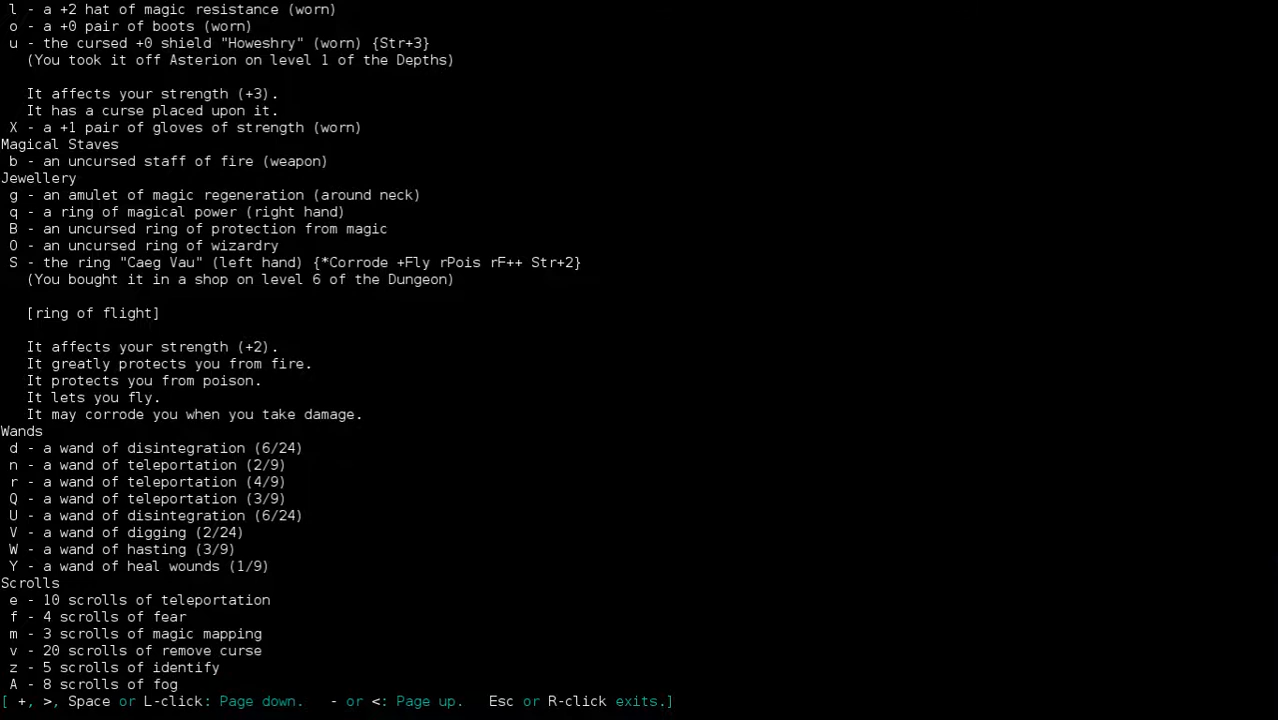 l - a +2 hat of magic resistance (worn)
o - a +0 pair of boots (worn)
u - the cursed +0 shield "Howeshry" (worn) {Str+3}
(You took it off Asterion on level 1 of the Depths)
It affects your strength (+3).
It has a curse placed upon it.
X - a +1 pair of gloves of strength (worn)
Magical Staves
b - an uncursed staff of fire (weapon)
Jewellery
g - an amulet of magic regeneration (around neck)
q - a ring of magical power (right hand)
B - an uncursed ring of protection from magic
O - an uncursed ring of wizardry
S - the ring "Caeg Vau" (left hand) {*Corrode +Fly rPois rF++ Str+2}
(You bought it in a shop on level 6 of the Dungeon)
[ring of flight]
It affects your strength (+2).
It greatly protects you from fire.
It protects you from poison.
It lets you fly.
It may corrode you when you take damage.
Wands
d - a wand of disintegration (6/24)
n - a wand of teleportation (2/9)
r - a wand of teleportation (4/9)
Q - a wand of teleportation (3/9)
U - a wand of disintegration (6/24)
V - a wand of digging (2/24)
W - a wand of hasting (3/9)
Y - a wand of heal wounds (1/9)
Scrolls
e - 10 scrolls of teleportation
f - 4 scrolls of fear
m - 3 scrolls of magic mapping
v - 20 scrolls of remove curse
z - 5 scrolls of identify
A - 8 scrolls of fog
[ +, >, Space or L-click: Page down.   - or <: Page up.   Esc or R-click exits.]